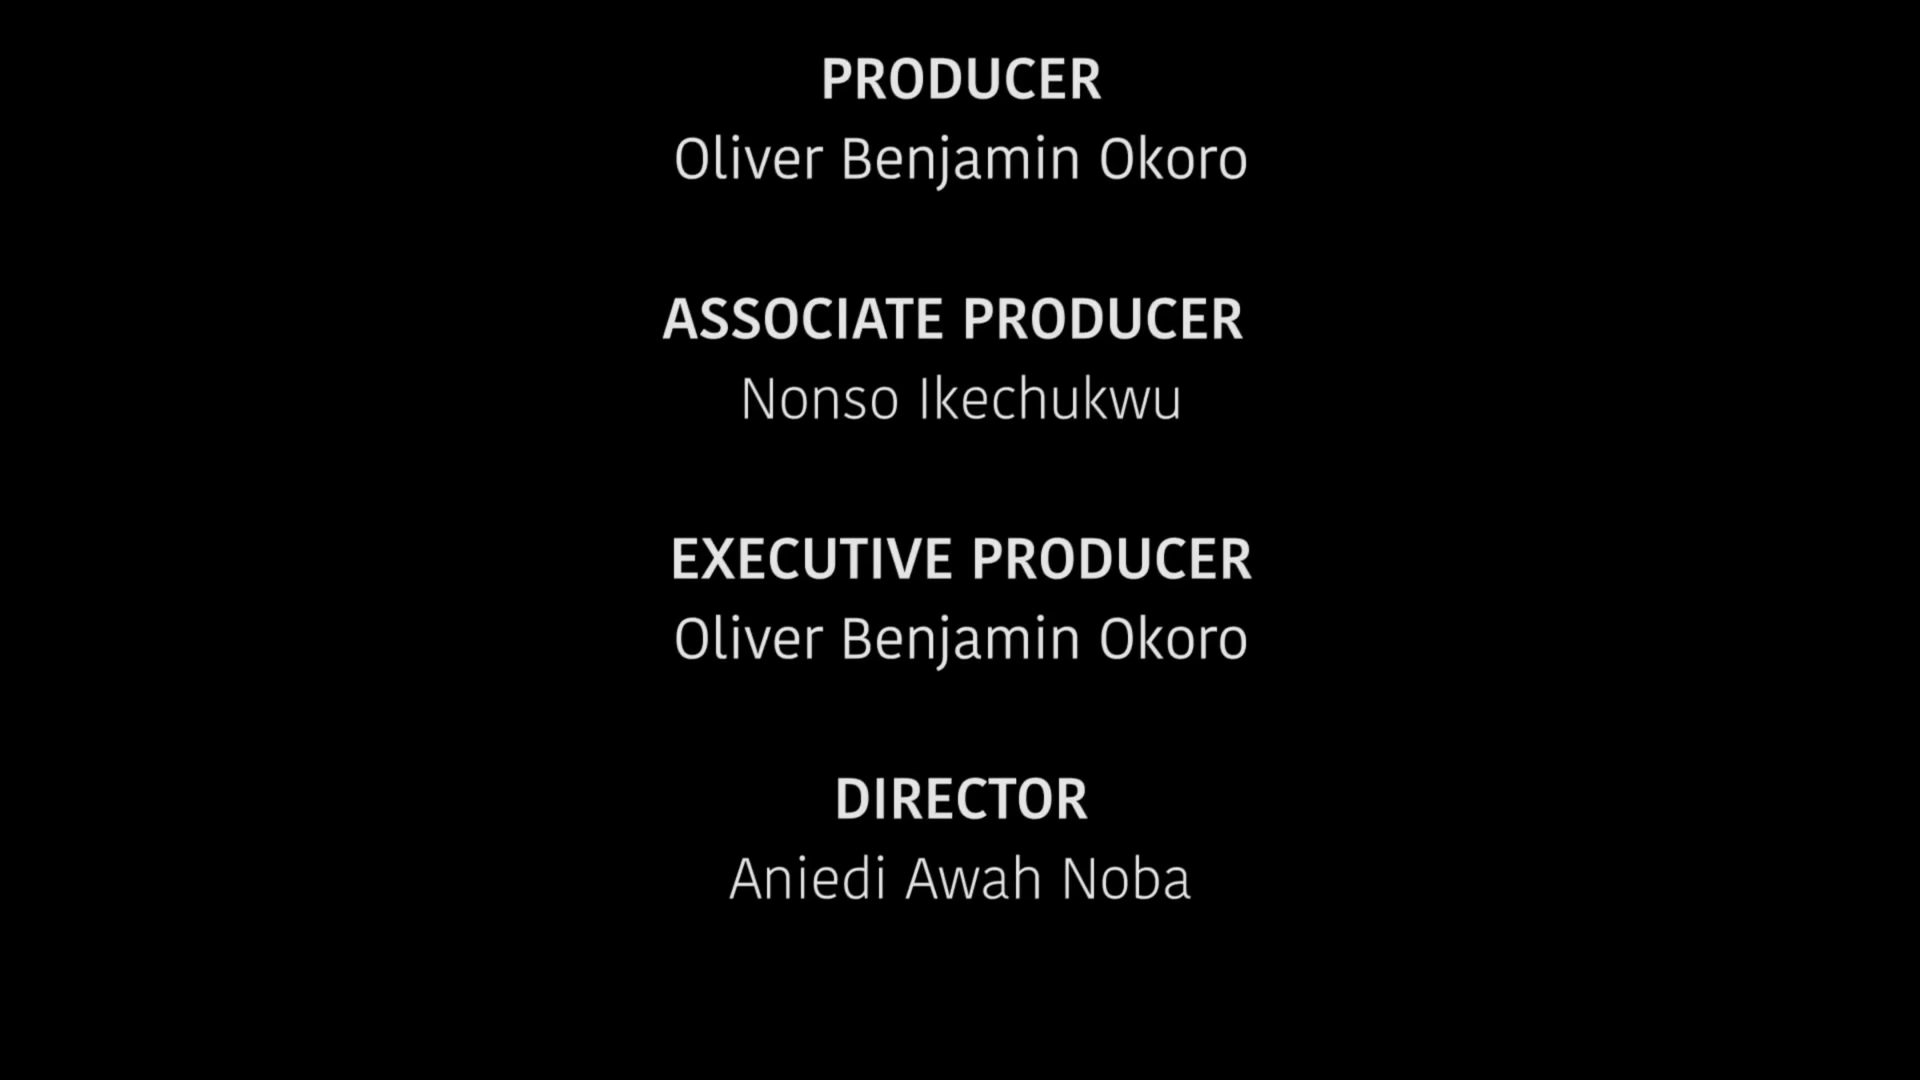 PRODUCER
Oliver Benjamin Okoro
ASSOCIATE PRODUCER
Nonso Ikechukwu
EXECUTIVE PRODUCER
Oliver Benjamin Okoro
DIRECTOR
Aniedi Awah Noba